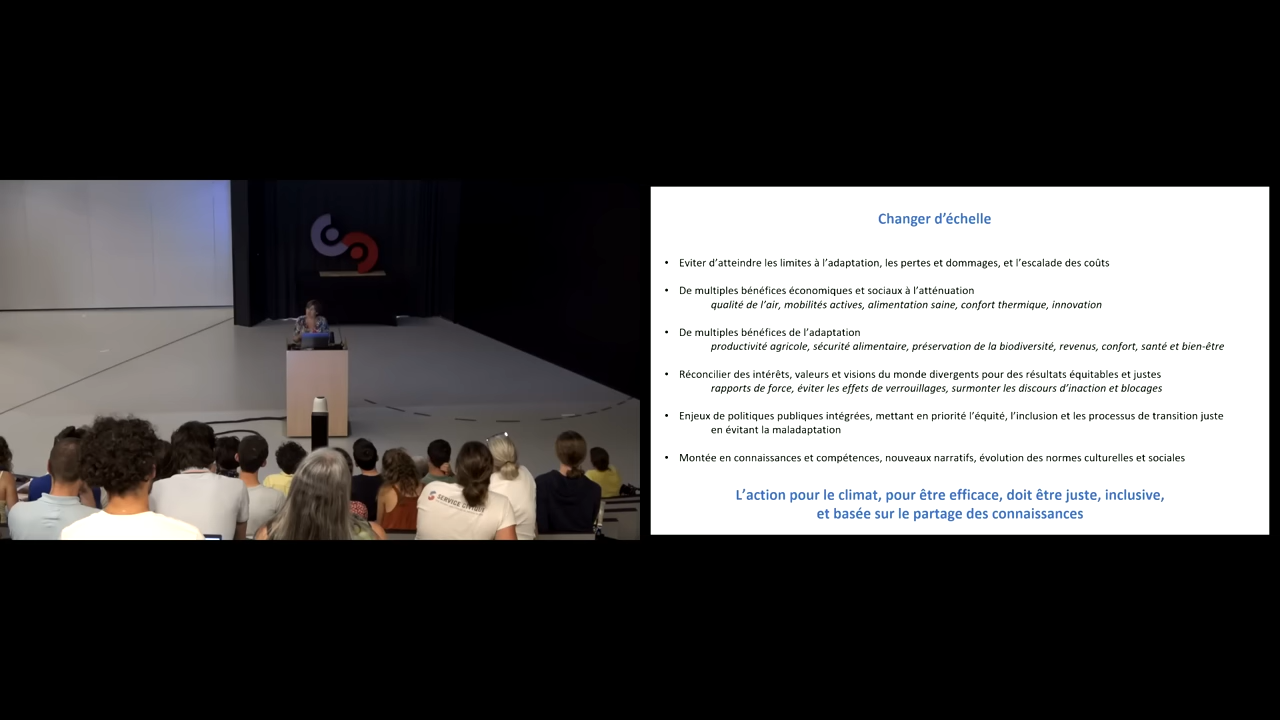 Changer d'échelle
• Eviter d'atteindre les limites à l'adaptation, les pertes et dommages, et l'escalade des coûts
• De multiples bénéfices économiques et sociaux à l'atténuation
qualité de l'air, mobilités actives, alimentation saine, confort thermique, innovation
• De multiples bénéfices de l'adaptation
productivité agricole, sécurité alimentaire, préservation de la biodiversité, revenus, confort, santé et bien-être
• Réconcilier des intérêts, valeurs et visions du monde divergents pour des résultats équitables et justes
rapports de force, éviter les effets de verrouillages, surmonter les discours d'inaction et blocages
• Enjeux de politiques publiques intégrées, mettant en priorité l'équité, l'inclusion et les processus de transition juste
en évitant la maladaptation
• Montée en connaissances et compétences, nouveaux narratifs, évolution des normes culturelles et sociales
L'action pour le climat, pour être efficace, doit être juste, inclusive,
et basée sur le partage des connaissances
SERVICE CIVIQUE